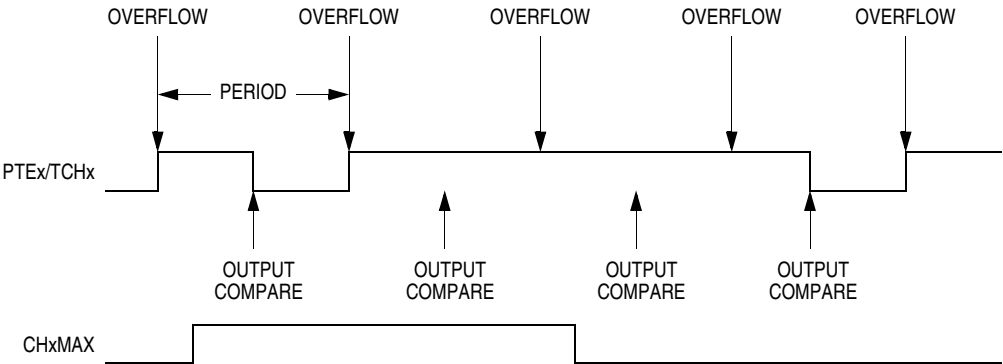 OVERFLOW OVERFLOW OVERFLOW OVERFLOW OVERFLOW
PERIOD
PTEx/TCHx
OUTPUT COMPARE
OUTPUT COMPARE
OUTPUT COMPARE
OUTPUT COMPARE
CHxMAX